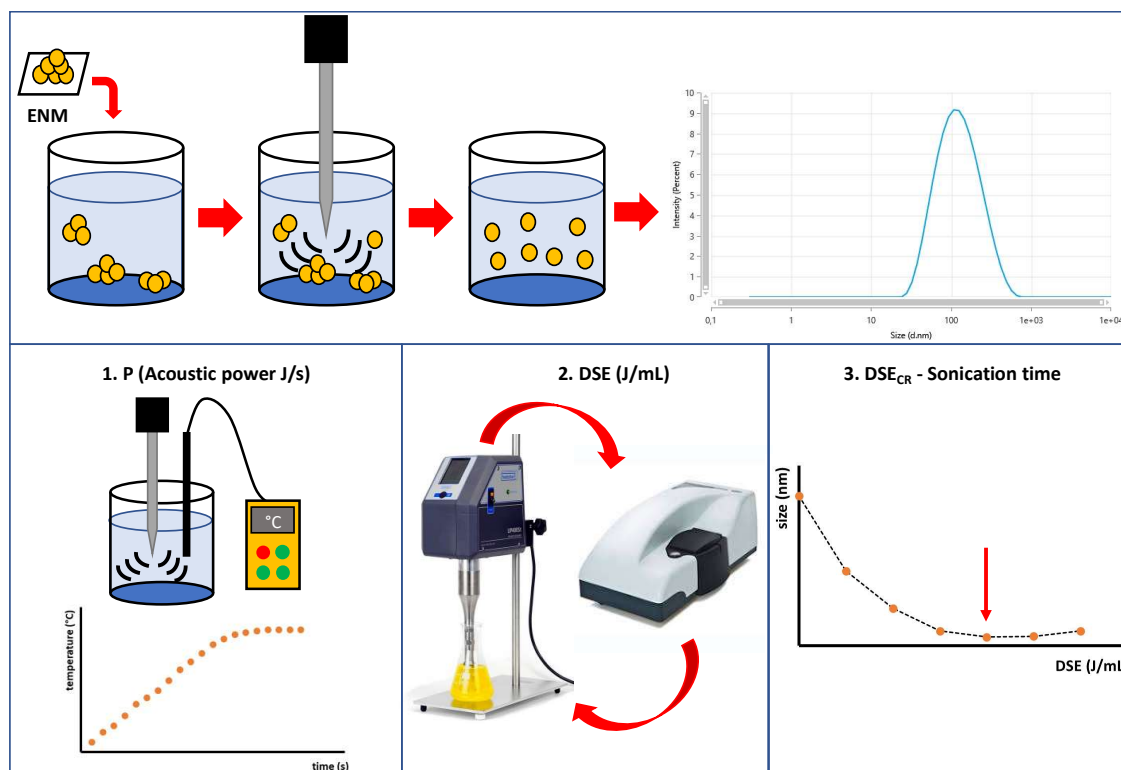 ENM
10
9
8
7
6
5
4
3
2
1
0
Intensity (Percent)
0,1
1
10
100
1e+03
1e+04
Size (d.nm)
1. P (Acoustic power J/s)
°C
temperature (°C)
time (s)
2. DSE (J/mL)
3. DSE_CR - Sonication time
size (nm)
DSE (J/mL